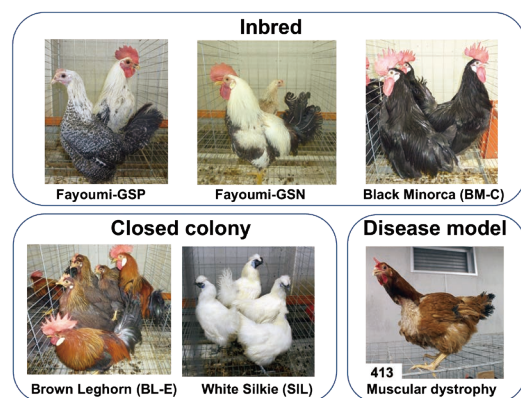 Inbred
Fayoumi-GSP
Fayoumi-GSN
Black Minorca (BM-C)
Closed colony
Disease model
Brown Leghorn (BL-E)
White Silkie (SIL)
413
Muscular dystrophy